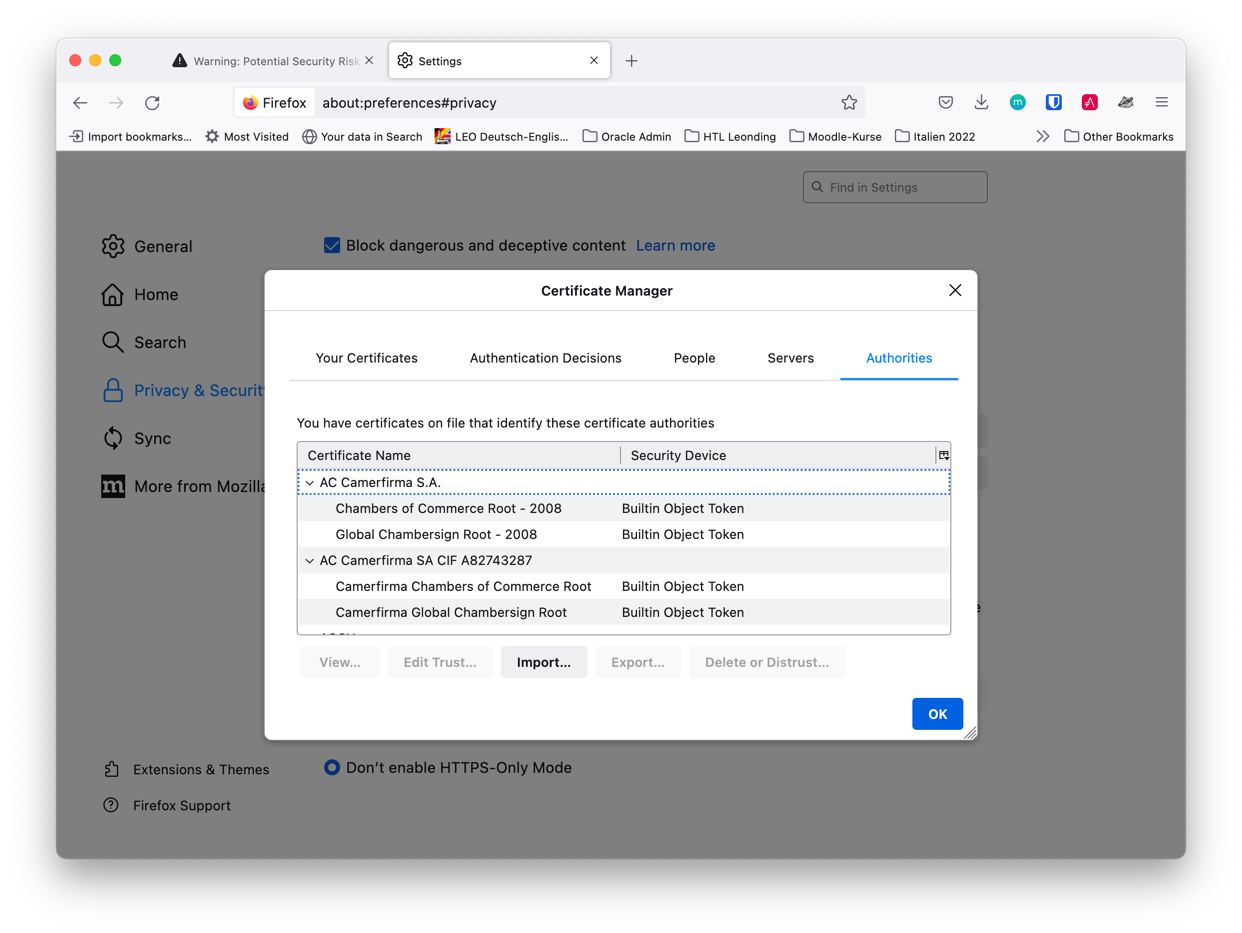 Warning: Potential Security Risk
Settings
Firefox about:preferences#privacy
Import bookmarks... Most Visited Your data in Search LEO Deutsch-Englis... Oracle Admin HTL Leonding Moodle-Kurse Italien 2022 Other Bookmarks
Find in Settings
General
Block dangerous and deceptive content Learn more
Home
Search
Privacy & Securit
Sync
More from Mozilla
Certificate Manager
Your Certificates Authentication Decisions People Servers Authorities
You have certificates on file that identify these certificate authorities
Certificate Name Security Device
AC Camerfirma S.A.
Chambers of Commerce Root - 2008 Builtin Object Token
Global Chambersign Root - 2008 Builtin Object Token
AC Camerfirma SA CIF A82743287
Camerfirma Chambers of Commerce Root Builtin Object Token
Camerfirma Global Chambersign Root Builtin Object Token
View... Edit Trust... Import... Export... Delete or Distrust...
OK
Don't enable HTTPS-Only Mode
Extensions & Themes
Firefox Support